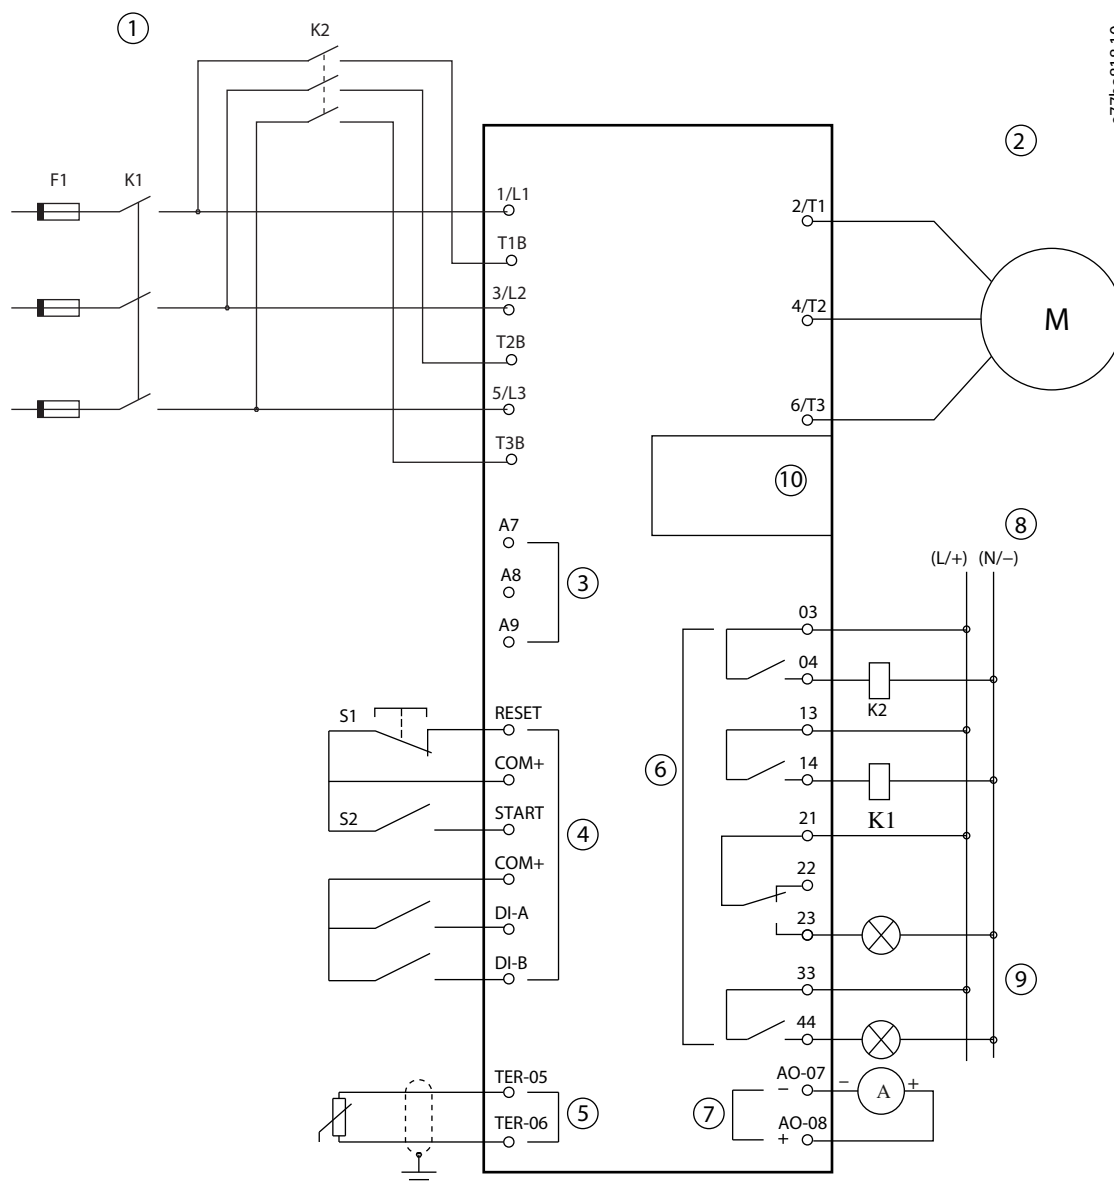 1
K2
2
F1
K1
1/L1
2/T1
T1B
3/L2
4/T2
M
T2B
5/L3
6/T3
T3B
10
A7
8
(L/+) (N/–)
A8
3
A9
03
04
K2
RESET
S1
13
COM+
6
14
K1
START
S2
4
21
COM+
22
DI-A
23
DI-B
33
9
44
TER-05
AO-07
–
–
A
+
5
7
TER-06
AO-08
+